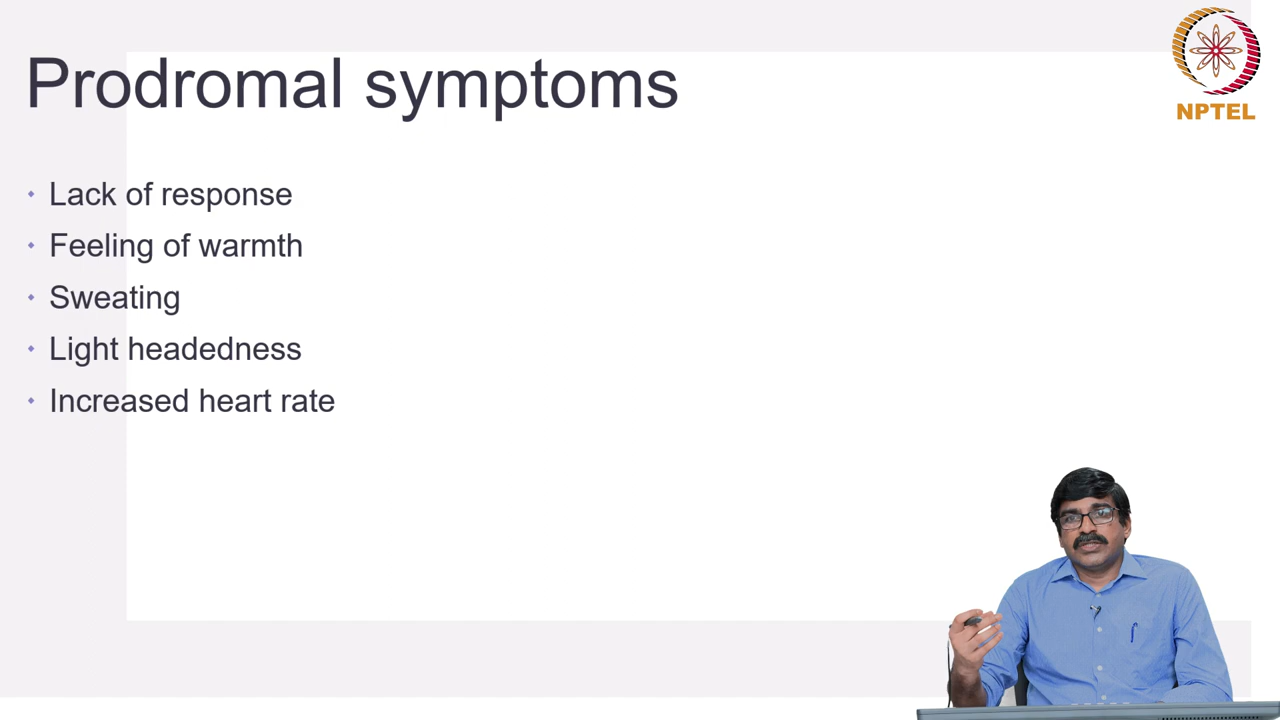 Prodromal symptoms
NPTEL
Lack of response
Feeling of warmth
Sweating
Light headedness
Increased heart rate